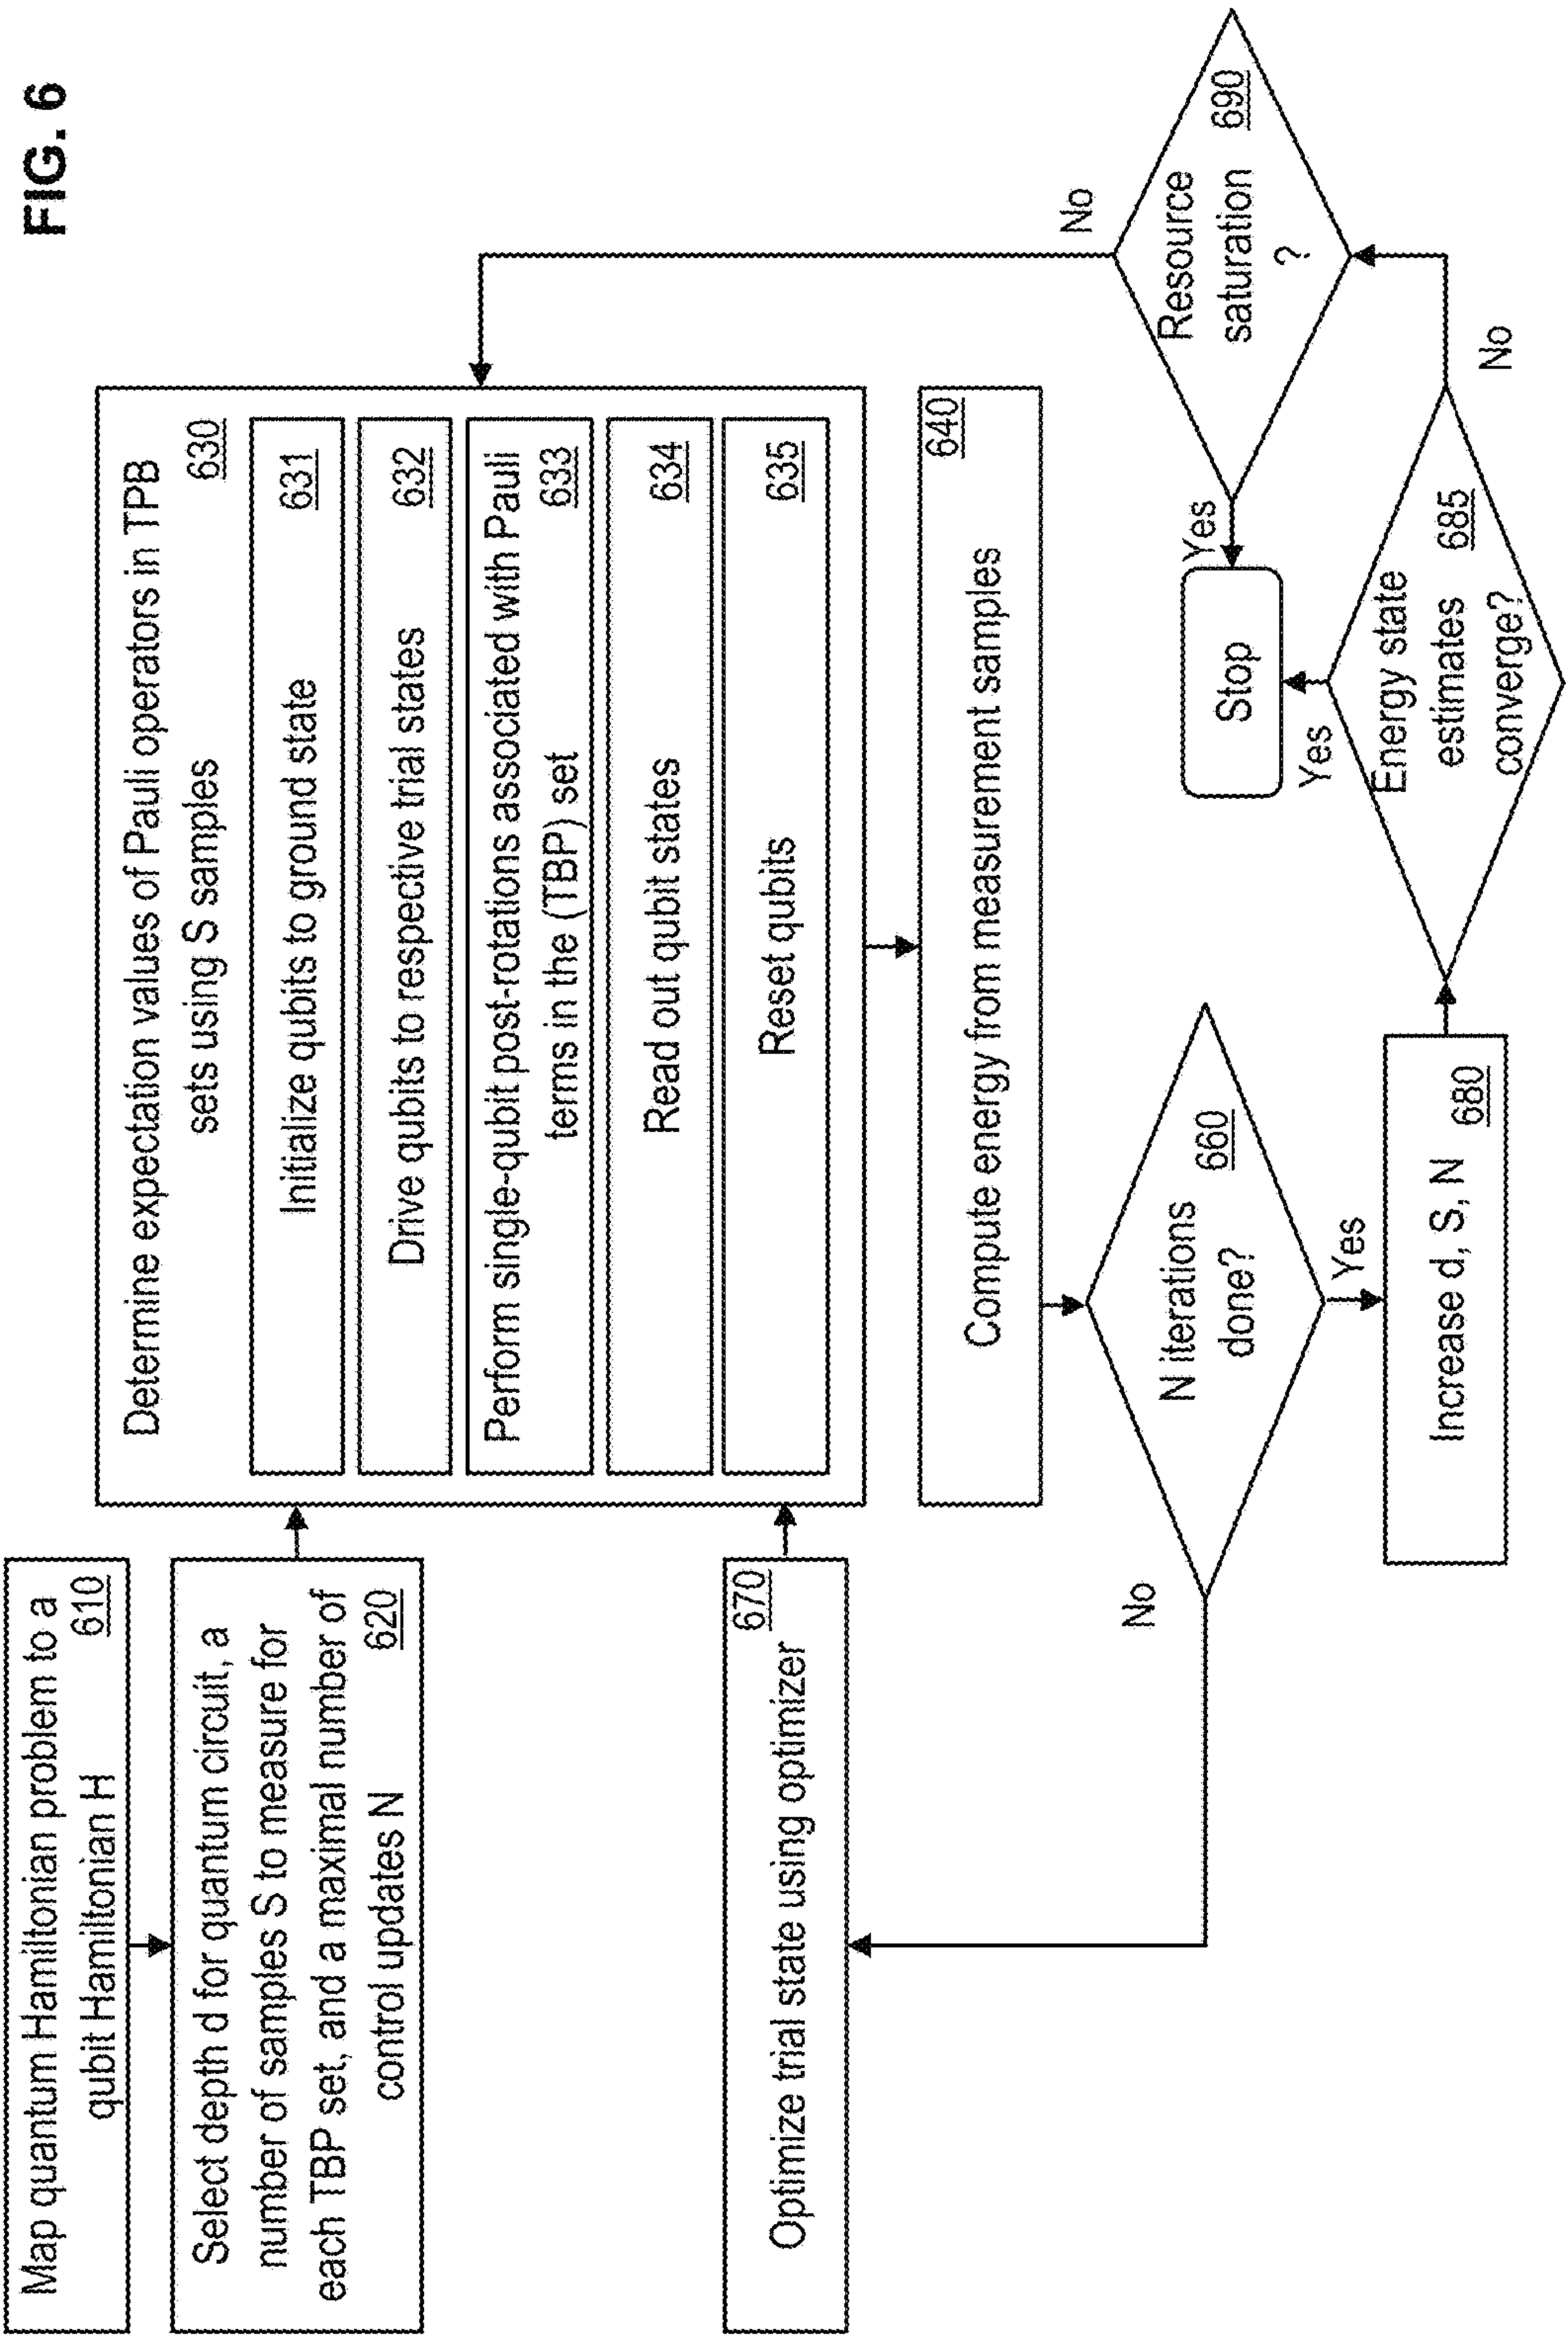 FIG. 6
Map quantum Hamiltonian problem to a
qubit Hamiltonian H
610
Select depth d for quantum circuit, a
number of samples S to measure for
each TBP set, and a maximal number of
control updates N
620
Determine expectation values of Pauli operators in TPB
sets using S samples
630
Initialize qubits to ground state
631
Drive qubits to respective trial states
632
Perform single-qubit post-rotations associated with Pauli
terms in the (TBP) set
633
Read out qubit states
634
Reset qubits
635
670
Optimize trial state using optimizer
640
Compute energy from measurement samples
No
N iterations
done?
660
Yes
Increase d, S, N
680
Energy state
estimates
converge?
685
Yes
No
Stop
Yes
Resource
saturation
?
690
No